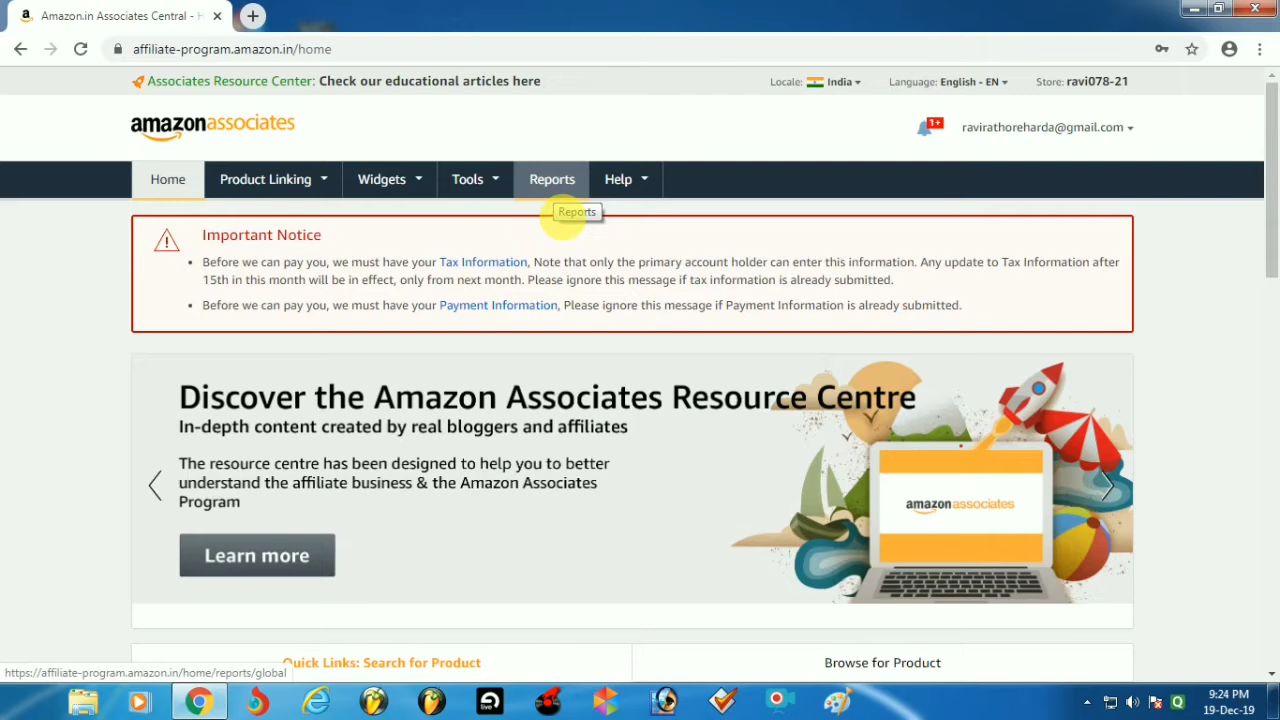 Amazon.in Associates Central - H
affiliate-program.amazon.in/home
Associates Resource Center: Check our educational articles here
Locale: India
Language: English - EN
Store: ravi078-21
amazonassociates
1+
ravirathoreharda@gmail.com
Home
Product Linking
Widgets
Tools
Reports
Help
Reports
Important Notice
Before we can pay you, we must have your Tax Information, Note that only the primary account holder can enter this information. Any update to Tax Information after
15th in this month will be in effect, only from next month. Please ignore this message if tax information is already submitted.
Before we can pay you, we must have your Payment Information, Please ignore this message if Payment Information is already submitted.
Discover the Amazon Associates Resource Centre
In-depth content created by real bloggers and affiliates
The resource centre has been designed to help you to better
understand the affiliate business & the Amazon Associates
Program
Learn more
amazonassociates
Quick Links: Search for Product
Browse for Product
https://affiliate-program.amazon.in/home/reports/global
live
9:24 PM
19-Dec-19